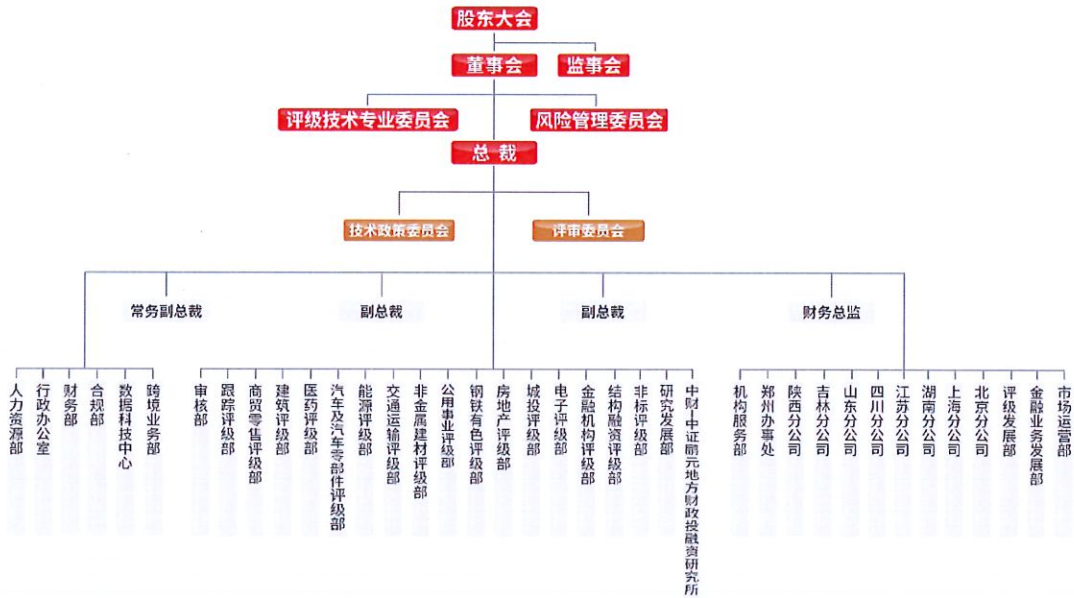 股东大会
董事会
监事会
评级技术专业委员会
风险管理委员会
总裁
技术政策委员会
评审委员会
常务副总裁
副总裁
副总裁
财务总监
人力资源部
行政办公室
财务部
合规部
数据科技中心
跨境业务部
审核部
跟踪评级部
商贸零售评级部
建筑评级部
医药评级部
汽车及汽车零部件评级部
能源评级部
交通运输评级部
非金属建材评级部
公用事业评级部
钢铁有色评级部
房地产评级部
城投评级部
电子评级部
金融机构评级部
结构融资评级部
非标评级部
研究发展部
中财-中证鹏元地方财政投融资研究所
机构服务部
郑州办事处
陕西分公司
吉林分公司
山东分公司
四川分公司
江苏分公司
湖南分公司
上海分公司
北京分公司
评级发展部
金融业务发展部
市场运营部